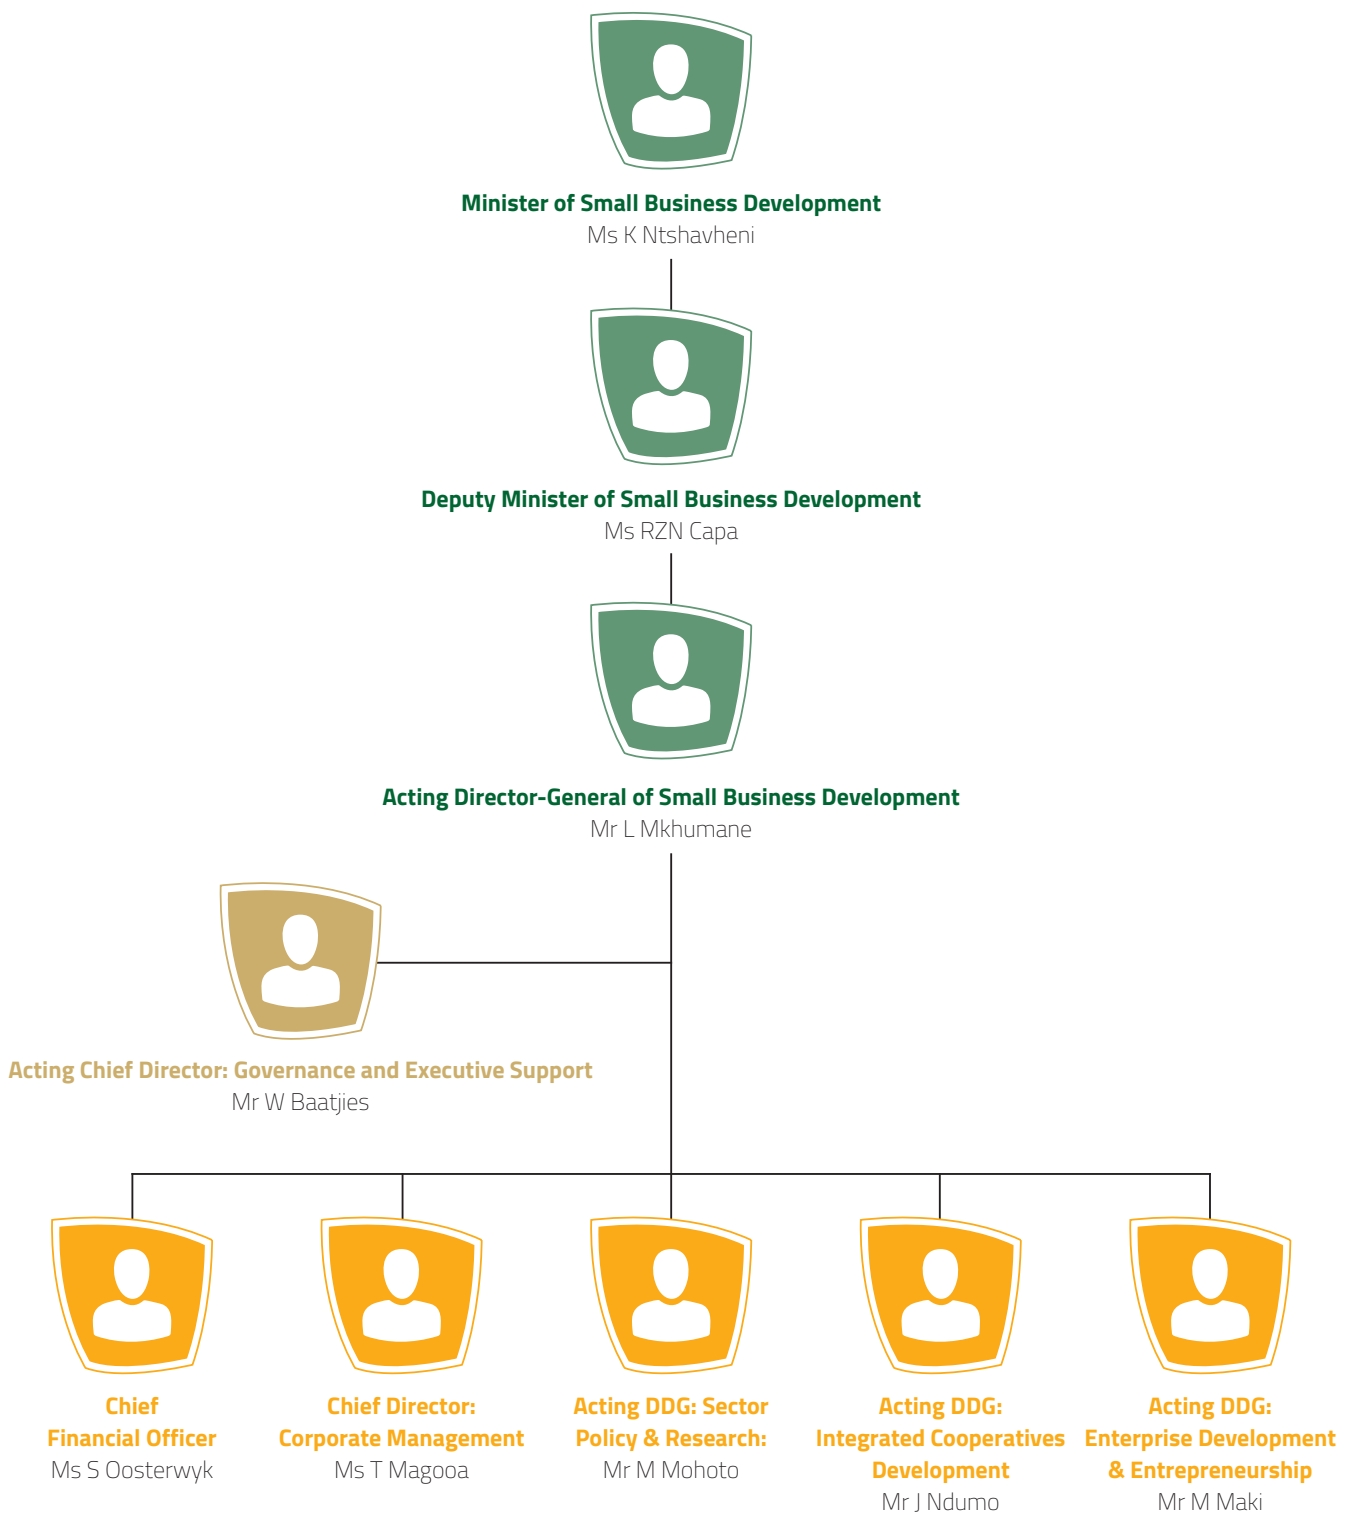 Minister of Small Business Development
Ms K Ntshavheni
Deputy Minister of Small Business Development
Ms RZN Capa
Acting Director-General of Small Business Development
Mr L Mkhumane
Acting Chief Director: Governance and Executive Support
Mr W Baatjies
Chief
Financial Officer
Ms S Oosterwyk
Chief Director:
Corporate Management
Ms T Magooa
Acting DDG: Sector
Policy & Research:
Mr M Mohoto
Acting DDG:
Integrated Cooperatives
Development
Mr J Ndumo
Acting DDG:
Enterprise Development
& Entrepreneurship
Mr M Maki